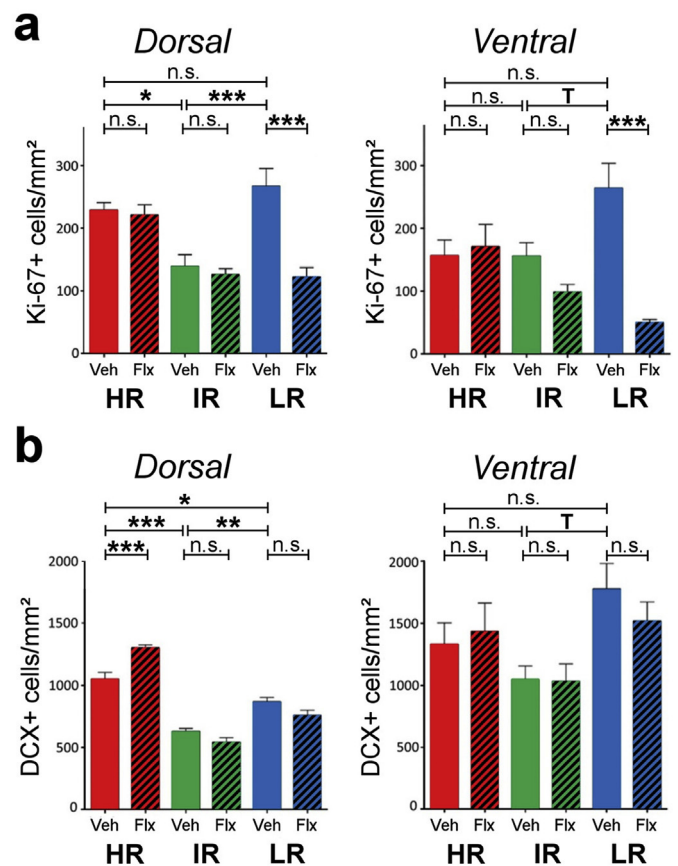 a
Dorsal
n.s.
* ***
n.s. n.s. ***
Ki-67+ cells/mm²
300
200
100
0
Veh Flx Veh Flx Veh Flx
HR IR LR
Ventral
n.s.
n.s. T
n.s. n.s. ***
Ki-67+ cells/mm²
300
200
100
0
Veh Flx Veh Flx Veh Flx
HR IR LR
b
Dorsal
*
*** **
*** n.s. n.s.
DCX+ cells/mm²
2000
1500
1000
500
0
Veh Flx Veh Flx Veh Flx
HR IR LR
Ventral
n.s.
n.s. T
n.s. n.s. n.s.
DCX+ cells/mm²
2000
1500
1000
500
0
Veh Flx Veh Flx Veh Flx
HR IR LR